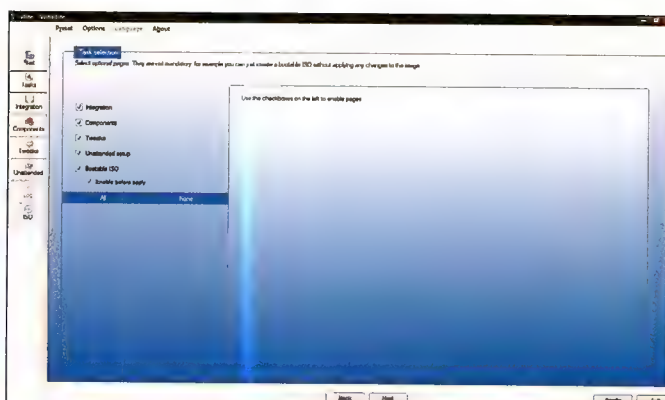 Preset Options Language About
Task selection
Select optional pages. They are not mandatory, for example you can just create a bootable ISO without applying any changes to the image.
Tasks
Integration
Components
Tweaks
Unattended
ISO
Use the checkboxes on the left to enable pages
Integration
Components
Tweaks
Unattended setup
Bootable ISO
Enable before apply
All None
Back Next